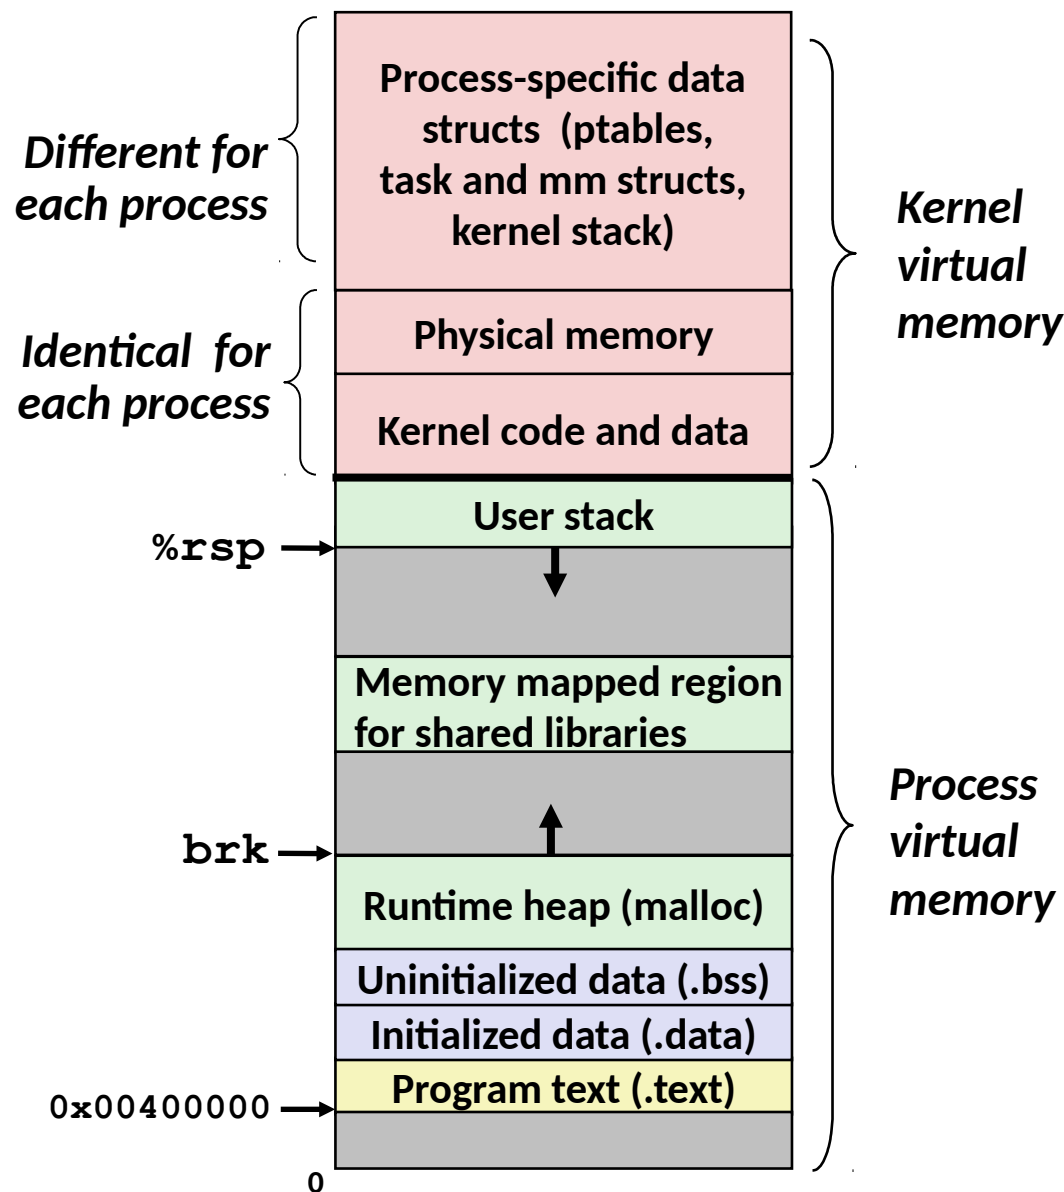 Process-specific data
structs (ptables,
task and mm structs,
kernel stack)
Different for
each process
Kernel
virtual
memory
Physical memory
Identical for
each process
Kernel code and data
User stack
%rsp
Memory mapped region
for shared libraries
Process
virtual
memory
brk
Runtime heap (malloc)
Uninitialized data (.bss)
Initialized data (.data)
Program text (.text)
0x00400000
0